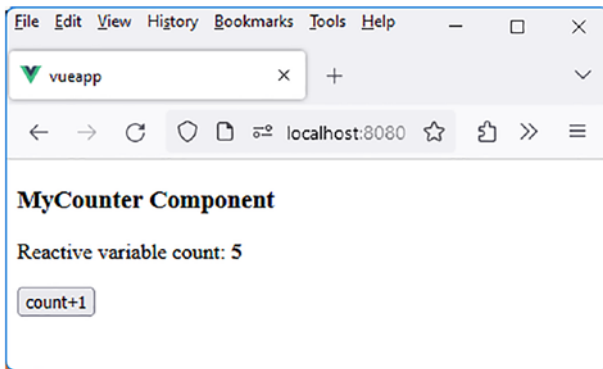 File Edit View History Bookmarks Tools Help
vueapp
localhost:8080
MyCounter Component
Reactive variable count: 5
count+1